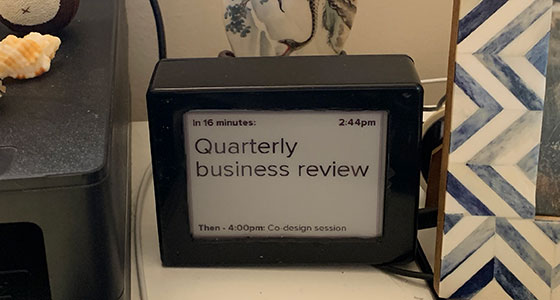 In 16 minutes: 2:44pm
Quarterly
business review
Then - 4:00pm: Co-design session